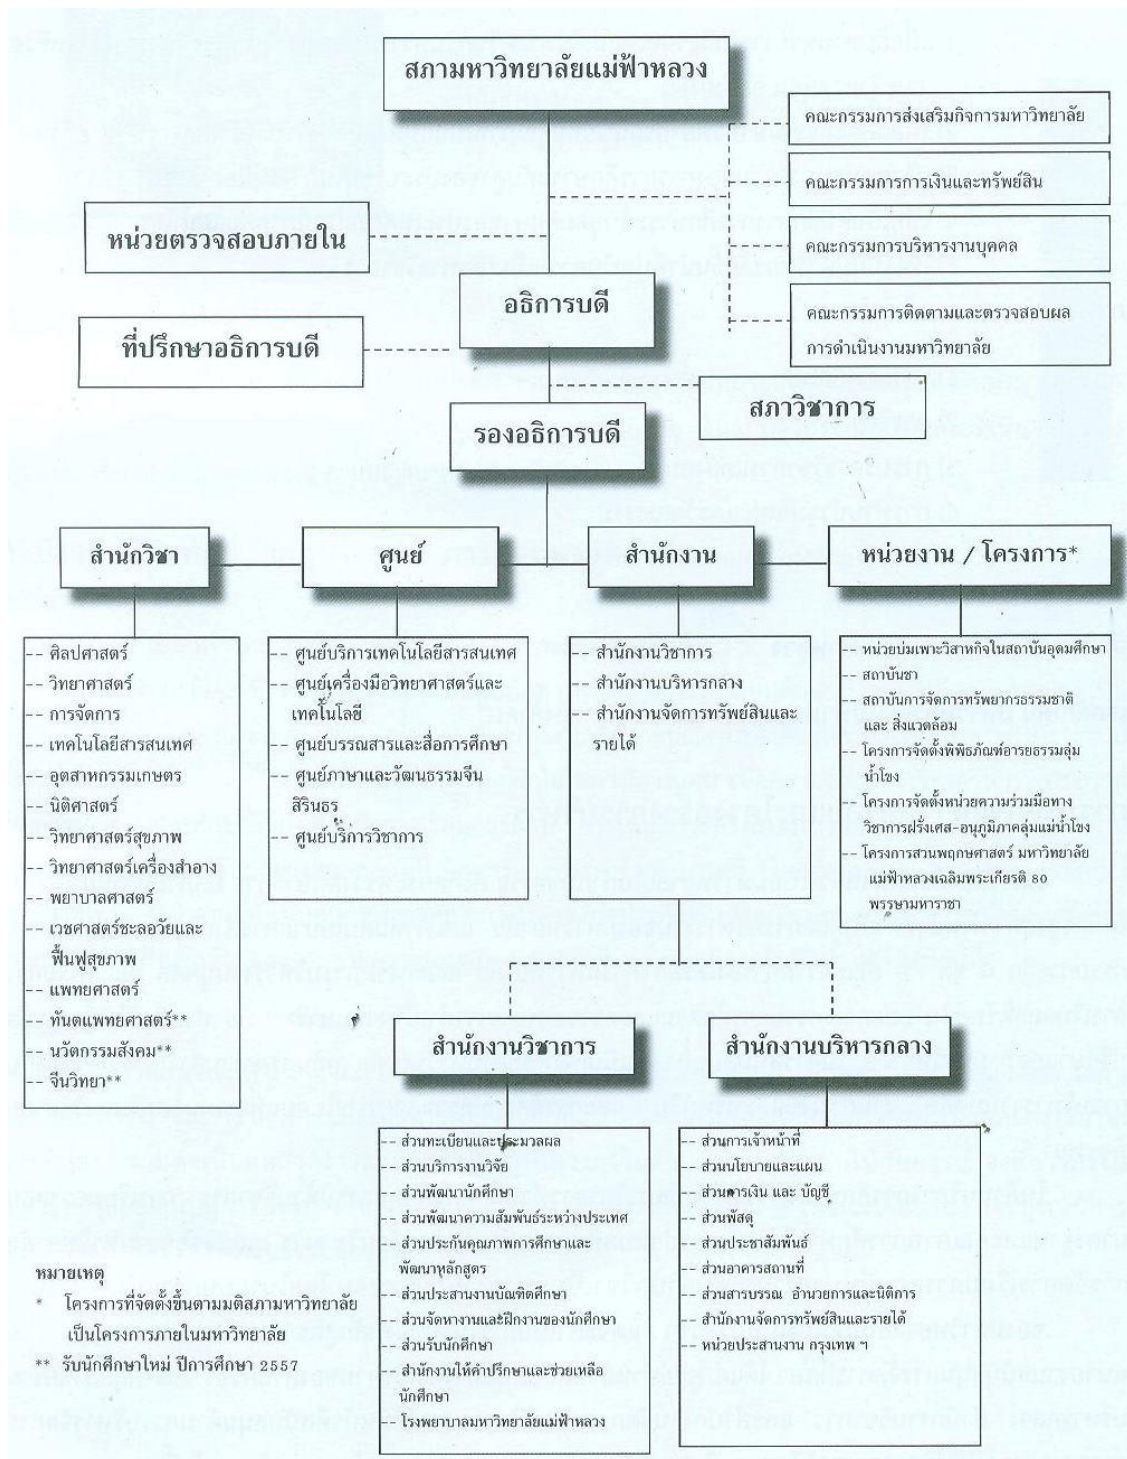 สภามหาวิทยาลัยแม่ฟ้าหลวง
คณะกรรมการส่งเสริมกิจการมหาวิทยาลัย
คณะกรรมการการเงินและทรัพย์สิน
หน่วยตรวจสอบภายใน
คณะกรรมการบริหารงานบุคคล
อธิการบดี
คณะกรรมการติดตามและตรวจสอบผล
การดำเนินงานมหาวิทยาลัย
ที่ปรึกษาอธิการบดี
สภาวิชาการ
รองอธิการบดี
สำนักวิชา
ศูนย์
สำนักงาน
หน่วยงาน / โครงการ*
-- ศิลปศาสตร์
-- วิทยาศาสตร์
-- การจัดการ
-- เทคโนโลยีสารสนเทศ
-- อุตสาหกรรมเกษตร
-- นิติศาสตร์
-- วิทยาศาสตร์สุขภาพ
-- วิทยาศาสตร์เครื่องสำอาง
-- พยาบาลศาสตร์
-- เวชศาสตร์ชะลอวัยและ
ฟื้นฟูสุขภาพ
-- แพทยศาสตร์
-- ทันตแพทยศาสตร์**
-- นวัตกรรมสังคม**
-- จีนวิทยา**
-- ศูนย์บริการเทคโนโลยีสารสนเทศ
-- ศูนย์เครื่องมือวิทยาศาสตร์และ
เทคโนโลยี
-- ศูนย์บรรณสารและสื่อการศึกษา
-- ศูนย์ภาษาและวัฒนธรรมจีน
สิรินธร
-- ศูนย์บริการวิชาการ
-- สำนักงานวิชาการ
-- สำนักงานบริหารกลาง
-- สำนักงานจัดการทรัพย์สินและ
รายได้
-- หน่วยบ่มเพาะวิสาหกิจในสถาบันอุดมศึกษา
-- สถาบันชา
-- สถาบันการจัดการทรัพยากรธรรมชาติ
และ สิ่งแวดล้อม
-- โครงการจัดตั้งพิพิธภัณฑ์อารยธรรมลุ่ม
น้ำโขง
-- โครงการจัดตั้งหน่วยความร่วมมือทาง
วิชาการฝรั่งเศส-อนุภูมิภาคลุ่มแม่น้ำโขง
-- โครงการสวนพฤกษศาสตร์ มหาวิทยาลัย
แม่ฟ้าหลวงเฉลิมพระเกียรติ 80
พรรษามหาราชา
สำนักงานวิชาการ
สำนักงานบริหารกลาง
-- ส่วนทะเบียนและประมวลผล
-- ส่วนบริการงานวิจัย
-- ส่วนพัฒนานักศึกษา
-- ส่วนพัฒนาความสัมพันธ์ระหว่างประเทศ
-- ส่วนประกันคุณภาพการศึกษาและ
พัฒนาหลักสูตร
-- ส่วนประสานงานบัณฑิตศึกษา
-- ส่วนจัดหางานและฝึกงานของนักศึกษา
-- ส่วนรับนักศึกษา
-- สำนักงานให้คำปรึกษาและช่วยเหลือ
นักศึกษา
-- โรงพยาบาลมหาวิทยาลัยแม่ฟ้าหลวง
-- ส่วนการเจ้าหน้าที่
-- ส่วนนโยบายและแผน
-- ส่วนการเงิน และ บัญชี
-- ส่วนพัสดุ
-- ส่วนประชาสัมพันธ์
-- ส่วนอาคารสถานที่
-- ส่วนสารบรรณ อำนวยการและนิติการ
-- สำนักงานจัดการทรัพย์สินและรายได้
-- หน่วยประสานงาน กรุงเทพ ฯ
หมายเหตุ
* โครงการที่จัดตั้งขึ้นตามมติสภามหาวิทยาลัย
เป็นโครงการภายในมหาวิทยาลัย
** รับนักศึกษาใหม่ ปีการศึกษา 2557